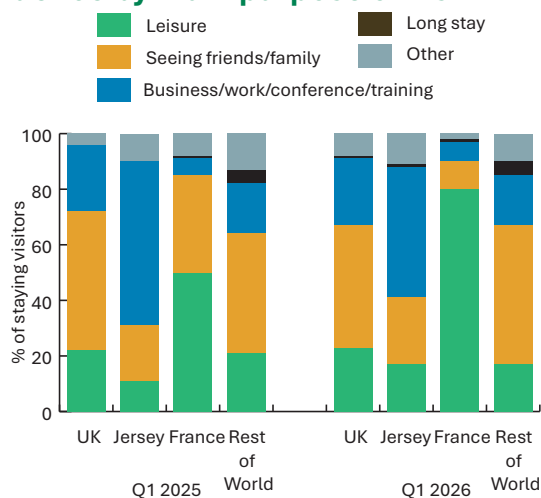 Leisure
Long stay
Seeing friends/family
Other
Business/work/conference/training
% of staying visitors
100
80
60
40
20
0
UK Jersey France Rest of World
UK Jersey France Rest of World
Q1 2025
Q1 2026